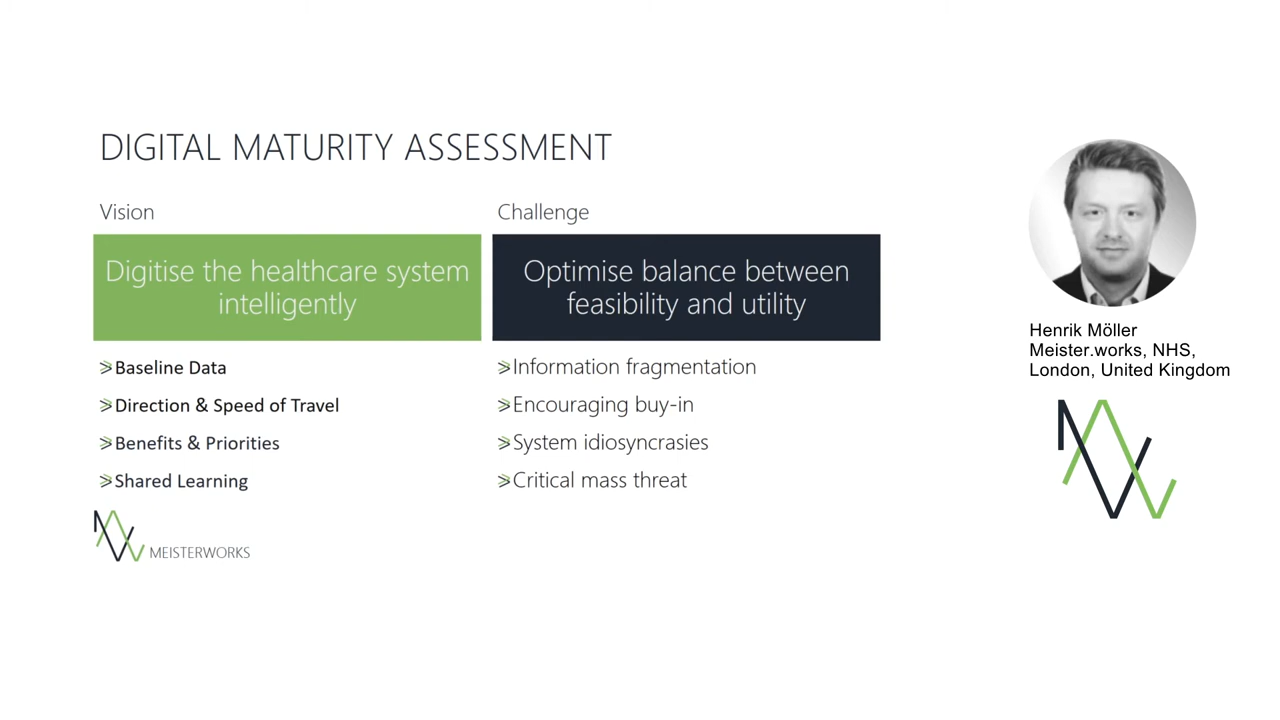 DIGITAL MATURITY ASSESSMENT
Vision
Digitise the healthcare system
intelligently
Baseline Data
Direction & Speed of Travel
Benefits & Priorities
Shared Learning
Challenge
Optimise balance between
feasibility and utility
Information fragmentation
Encouraging buy-in
System idiosyncrasies
Critical mass threat
MEISTERWORKS
Henrik Möller
Meister.works, NHS,
London, United Kingdom